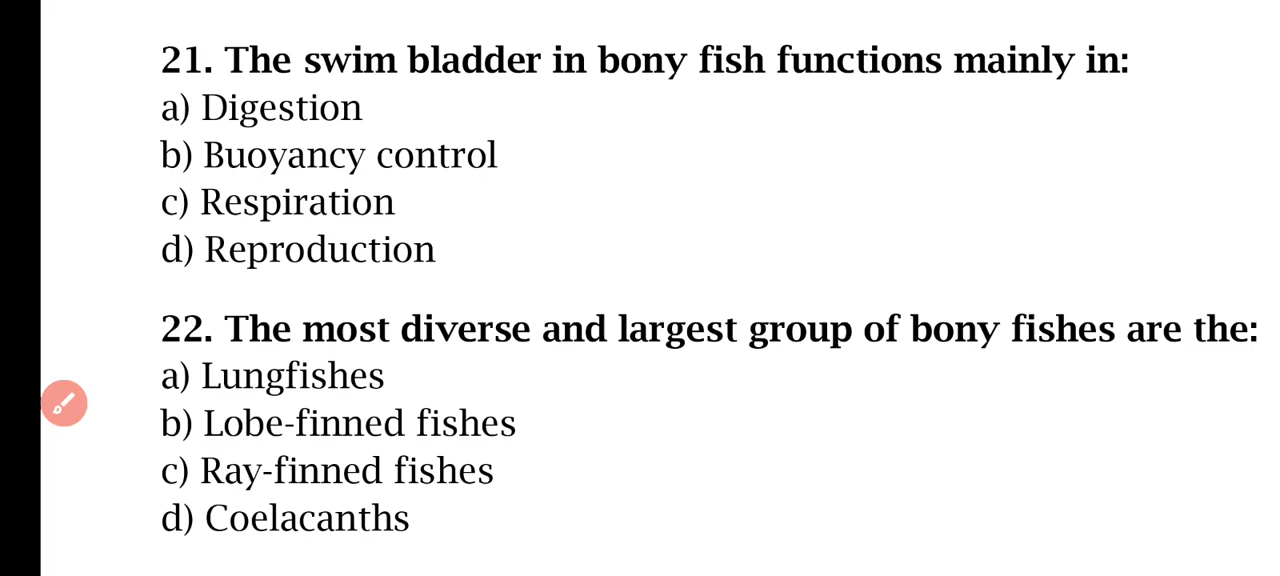 21. The swim bladder in bony fish functions mainly in:
a) Digestion
b) Buoyancy control
c) Respiration
d) Reproduction
22. The most diverse and largest group of bony fishes are the:
a) Lungfishes
b) Lobe-finned fishes
c) Ray-finned fishes
d) Coelacanths